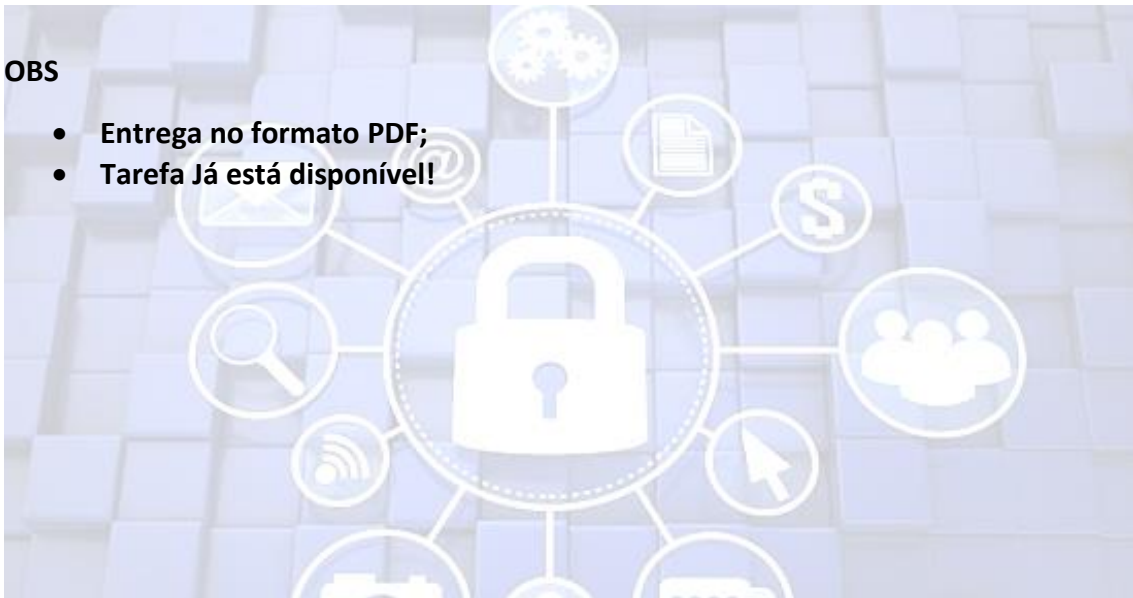 OBS
• Entrega no formato PDF;
• Tarefa Já está disponível!